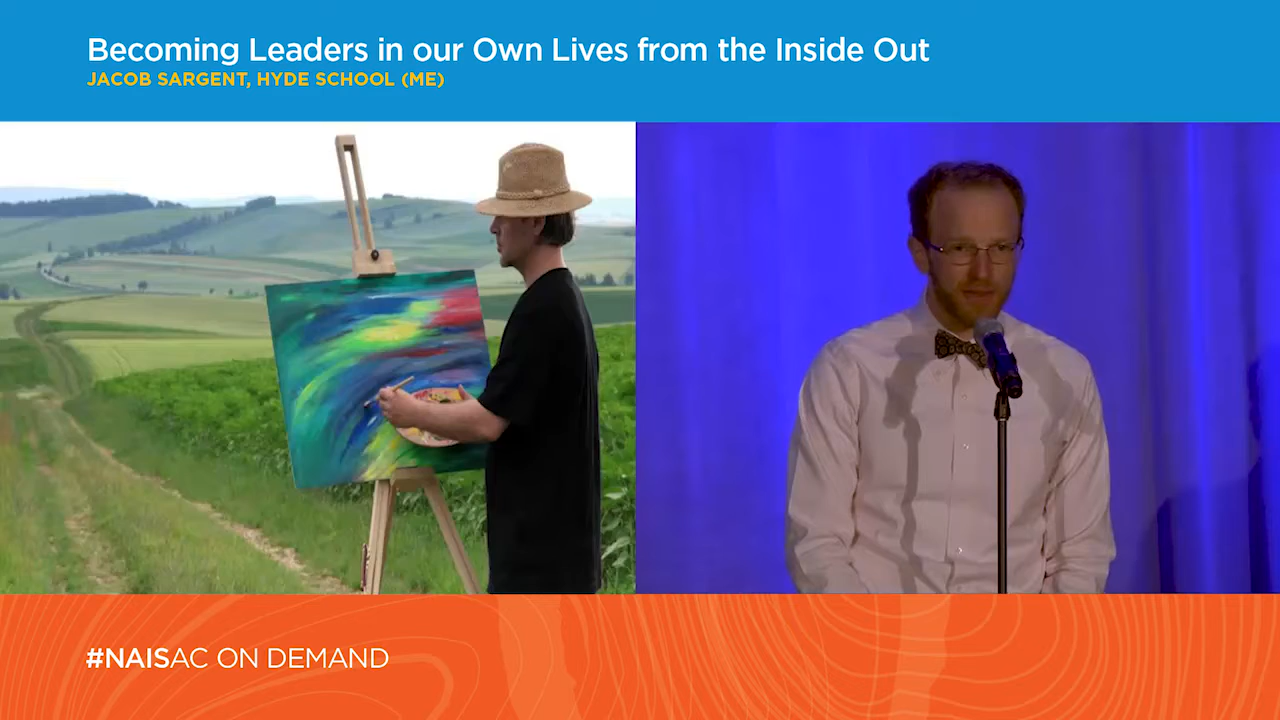 Becoming Leaders in our Own Lives from the Inside Out
JACOB SARGENT, HYDE SCHOOL (ME)
#NAISAC ON DEMAND